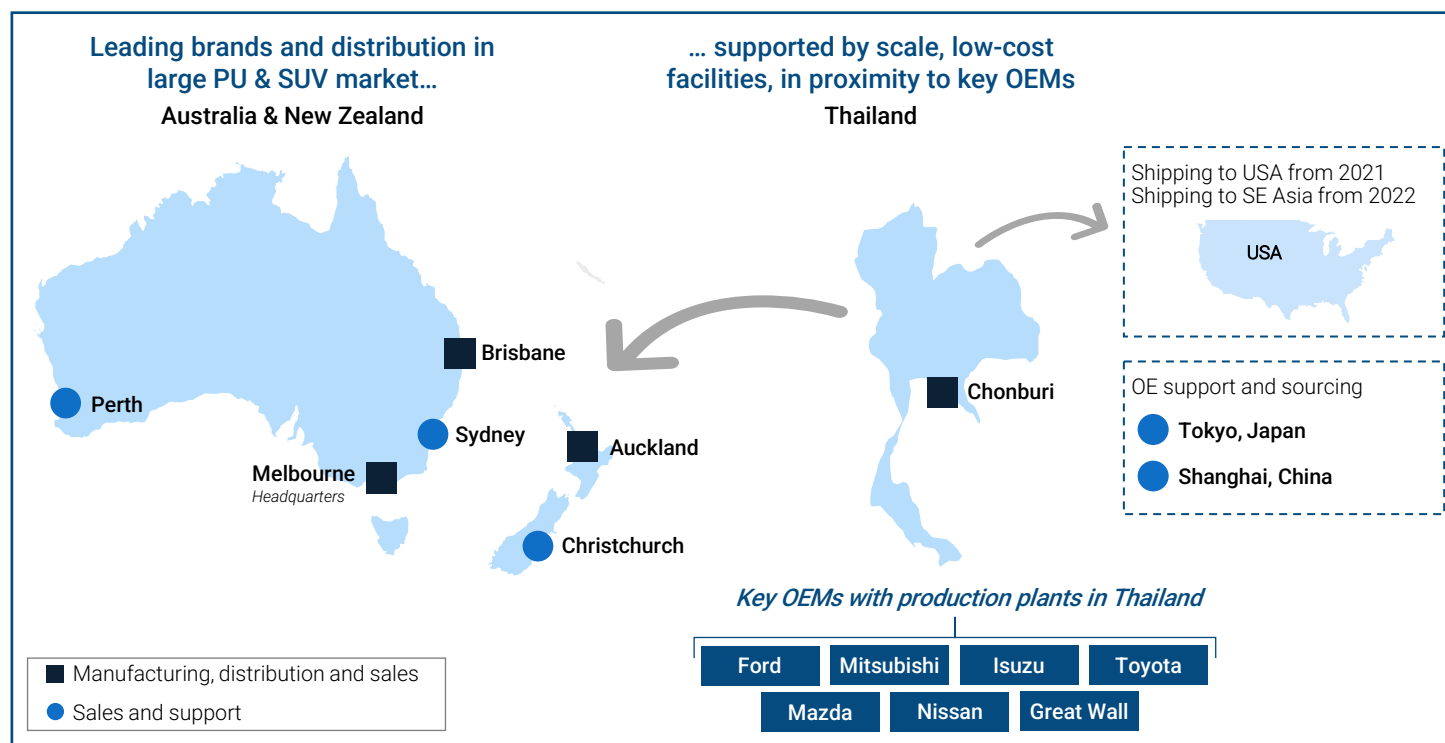 Leading brands and distribution in
large PU & SUV market…
Australia & New Zealand
… supported by scale, low-cost
facilities, in proximity to key OEMs
Thailand
Shipping to USA from 2021
Shipping to SE Asia from 2022
USA
Brisbane
Perth
Sydney
Melbourne
Headquarters
Auckland
Christchurch
Chonburi
OE support and sourcing
Tokyo, Japan
Shanghai, China
Key OEMs with production plants in Thailand
Ford
Mitsubishi
Isuzu
Toyota
Mazda
Nissan
Great Wall
Manufacturing, distribution and sales
Sales and support